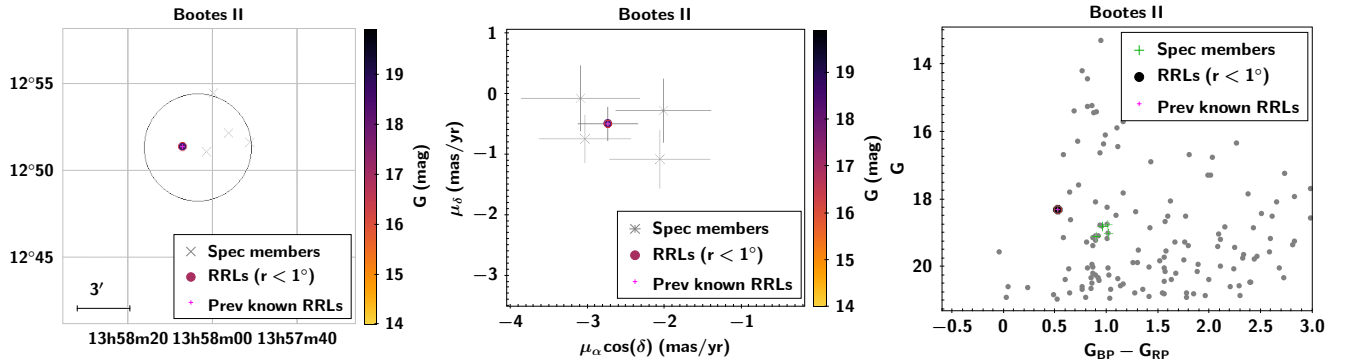 Bootes II
12°55′
12°50′
12°45′
13h58m20 13h58m00 13h57m40
3′
Spec members
RRLs (r < 1°)
Prev known RRLs
19
18
17
16
15
14
G (mag)
Bootes II
1
0
−1
−2
−3
μδ (mas/yr)
−4 −3 −2 −1
μαcos(δ) (mas/yr)
Spec members
RRLs (r < 1°)
Prev known RRLs
19
18
17
16
15
14
G (mag)
Bootes II
14
16
18
20
G
−0.5 0 0.5 1.0 1.5 2.0 2.5 3.0
GBP − GRP
Spec members
RRLs (r < 1°)
Prev known RRLs